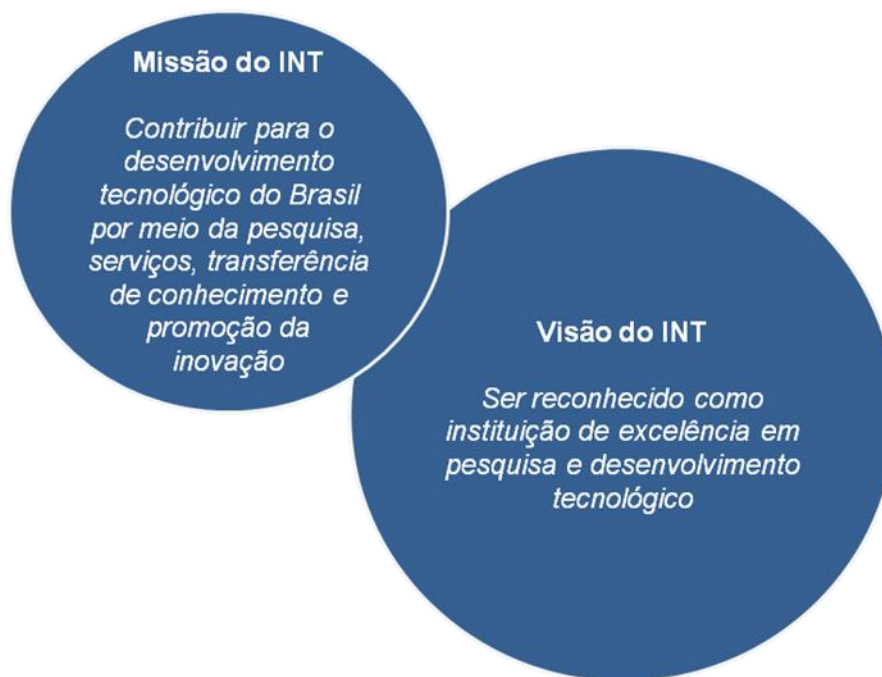 Missão do INT
Contribuir para o
desenvolvimento
tecnológico do Brasil
por meio da pesquisa,
serviços, transferência
de conhecimento e
promoção da
inovação
Visão do INT
Ser reconhecido como
instituição de excelência em
pesquisa e desenvolvimento
tecnológico